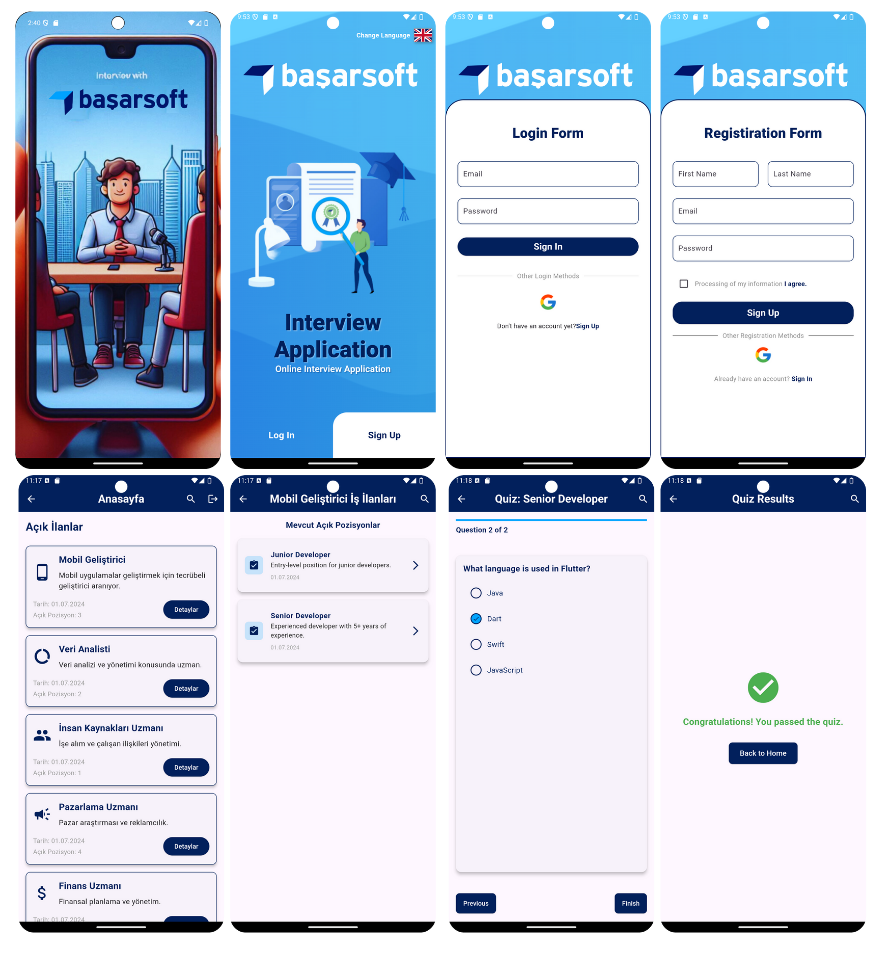 2:40
Interview with
başarsoft
9:53
Change Language
başarsoft
Interview
Application
Online Interview Application
Log In
Sign Up
9:53
başarsoft
Login Form
Email
Password
Sign In
Other Login Methods
Don't have an account yet?Sign Up
9:53
başarsoft
Registiration Form
First Name
Last Name
Email
Password
Processing of my information I agree.
Sign Up
Other Registration Methods
Already have an account? Sign In
11:17
Anasayfa
Açık İlanlar
Mobil Geliştirici
Mobil uygulamalar geliştirmek için tecrübeli
geliştirici aranıyor.
Tarih: 01.07.2024
Açık Pozisyon: 3
Detaylar
Veri Analisti
Veri analizi ve yönetimi konusunda uzman.
Tarih: 01.07.2024
Açık Pozisyon: 2
Detaylar
İnsan Kaynakları Uzmanı
İşe alım ve çalışan ilişkileri yönetimi.
Tarih: 01.07.2024
Açık Pozisyon: 1
Detaylar
Pazarlama Uzmanı
Pazar araştırması ve reklamcılık.
Tarih: 01.07.2024
Açık Pozisyon: 4
Detaylar
Finans Uzmanı
Finansal planlama ve yönetim.
Tarih: 01.07.2024
11:17
Mobil Geliştirici İş İlanları
Mevcut Açık Pozisyonlar
Junior Developer
Entry-level position for junior developers.
01.07.2024
Senior Developer
Experienced developer with 5+ years of
experience.
01.07.2024
11:18
Quiz: Senior Developer
Question 2 of 2
What language is used in Flutter?
Java
Dart
Swift
JavaScript
Previous
Finish
11:18
Quiz Results
Congratulations! You passed the quiz.
Back to Home